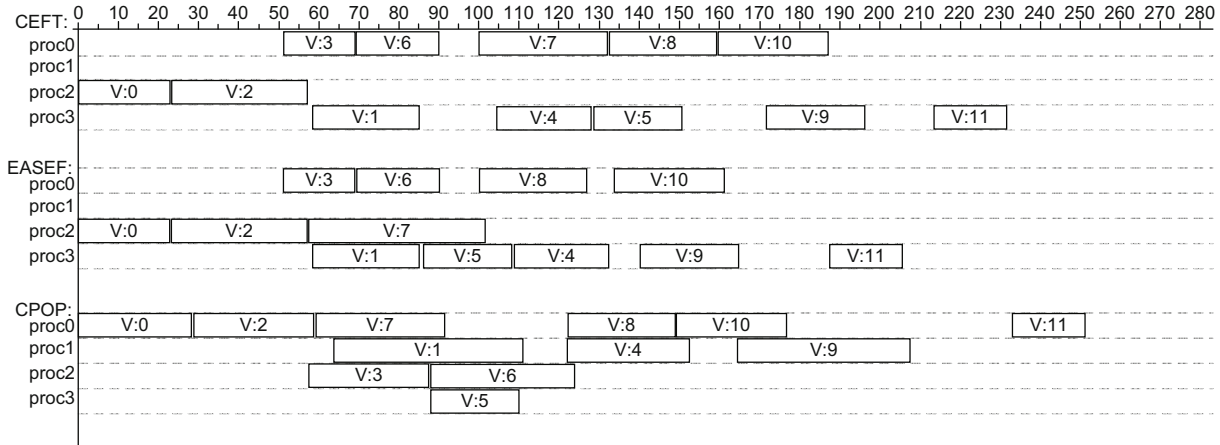 0 10 20 30 40 50 60 70 80 90 100 110 120 130 140 150 160 170 180 190 200 210 220 230 240 250 260 270 280
CEFT:
proc0 V:3 V:6 V:7 V:8 V:10
proc1
proc2 V:0 V:2
proc3 V:1 V:4 V:5 V:9 V:11
EASEF:
proc0 V:3 V:6 V:8 V:10
proc1
proc2 V:0 V:2 V:7
proc3 V:1 V:5 V:4 V:9 V:11
CPOP:
proc0 V:0 V:2 V:7 V:8 V:10 V:11
proc1 V:1 V:4 V:9
proc2 V:3 V:6
proc3 V:5